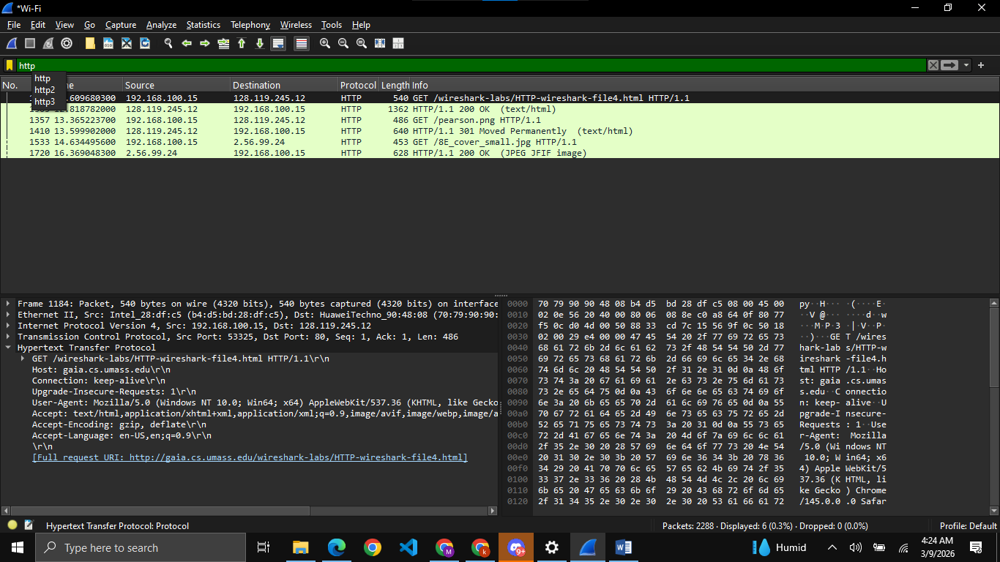 *Wi-Fi
File Edit View Go Capture Analyze Statistics Telephony Wireless Tools Help
http
http
http2
http3
No. Source Destination Protocol Length Info
.609680300 192.168.100.15 128.119.245.12 HTTP 540 GET /wireshark-labs/HTTP-wireshark-file4.html HTTP/1.1
.818782000 128.119.245.12 192.168.100.15 HTTP 1362 HTTP/1.1 200 OK (text/html)
1357 13.365223700 192.168.100.15 128.119.245.12 HTTP 486 GET /pearson.png HTTP/1.1
1410 13.599902000 128.119.245.12 192.168.100.15 HTTP 640 HTTP/1.1 301 Moved Permanently (text/html)
1533 14.634495600 192.168.100.15 2.56.99.24 HTTP 453 GET /8E_cover_small.jpg HTTP/1.1
1720 16.369048300 2.56.99.24 192.168.100.15 HTTP 628 HTTP/1.1 200 OK (JPEG JFIF image)
Frame 1184: Packet, 540 bytes on wire (4320 bits), 540 bytes captured (4320 bits) on interface
Ethernet II, Src: Intel_28:df:c5 (b4:d5:bd:28:df:c5), Dst: HuaweiTechno_90:48:08 (70:79:90:90:
Internet Protocol Version 4, Src: 192.168.100.15, Dst: 128.119.245.12
Transmission Control Protocol, Src Port: 53325, Dst Port: 80, Seq: 1, Ack: 1, Len: 486
Hypertext Transfer Protocol
GET /wireshark-labs/HTTP-wireshark-file4.html HTTP/1.1\r\n
Host: gaia.cs.umass.edu\r\n
Connection: keep-alive\r\n
Upgrade-Insecure-Requests: 1\r\n
User-Agent: Mozilla/5.0 (Windows NT 10.0; Win64; x64) AppleWebKit/537.36 (KHTML, like Gecko
Accept: text/html,application/xhtml+xml,application/xml;q=0.9,image/avif,image/webp,image/a
Accept-Encoding: gzip, deflate\r\n
Accept-Language: en-US,en;q=0.9\r\n
\r\n
[Full request URI: http://gaia.cs.umass.edu/wireshark-labs/HTTP-wireshark-file4.html]
0000 70 79 90 90 48 08 b4 d5 bd 28 df c5 08 00 45 00 py··H··· ·(····E·
0010 02 0e 56 20 40 00 80 06 08 8e c0 a8 64 0f 80 77 ··V @··· ····d··w
0020 f5 0c d0 4d 00 50 88 33 cd 7c 15 56 9f 0c 50 18 ···M·P·3 ·|·V··P·
0030 02 00 29 e4 00 00 47 45 54 20 2f 77 69 72 65 73 ··)···GE T /wires
0040 68 61 72 6b 2d 6c 61 62 73 2f 48 54 54 50 2d 77 hark-lab s/HTTP-w
0050 69 72 65 73 68 61 72 6b 2d 66 69 6c 65 34 2e 68 ireshark -file4.h
0060 74 6d 6c 20 48 54 54 50 2f 31 2e 31 0d 0a 48 6f tml HTTP /1.1··Ho
0070 73 74 3a 20 67 61 69 61 2e 63 73 2e 75 6d 61 73 st: gaia .cs.umas
0080 73 2e 65 64 75 0d 0a 43 6f 6e 6e 65 63 74 69 6f s.edu··C onnectio
0090 6e 3a 20 6b 65 65 70 2d 61 6c 69 76 65 0d 0a 55 n: keep- alive··U
00a0 70 67 72 61 64 65 2d 49 6e 73 65 63 75 72 65 2d pgrade-I nsecure-
00b0 52 65 71 75 65 73 74 73 3a 20 31 0d 0a 55 73 65 Requests : 1··Use
00c0 72 2d 41 67 65 6e 74 3a 20 4d 6f 7a 69 6c 6c 61 r-Agent: Mozilla
00d0 2f 35 2e 30 20 28 57 69 6e 64 6f 77 73 20 4e 54 /5.0 (Wi ndows NT
00e0 20 31 30 2e 30 3b 20 57 69 6e 36 34 3b 20 78 36 10.0; W in64; x6
00f0 34 29 20 41 70 70 6c 65 57 65 62 4b 69 74 2f 35 4) Apple WebKit/5
0100 33 37 2e 33 36 20 28 4b 48 54 4d 4c 2c 20 6c 69 37.36 (K HTML, li
0110 6b 65 20 47 65 63 6b 6f 29 20 43 68 72 6f 6d 65 ke Gecko ) Chrome
0120 2f 31 34 35 2e 30 2e 30 2e 30 20 53 61 66 61 72 /145.0.0 .0 Safar
Hypertext Transfer Protocol: Protocol Packets: 2288 · Displayed: 6 (0.3%) · Dropped: 0 (0.0%) Profile: Default
Type here to search Humid 4:24 AM
3/9/2026